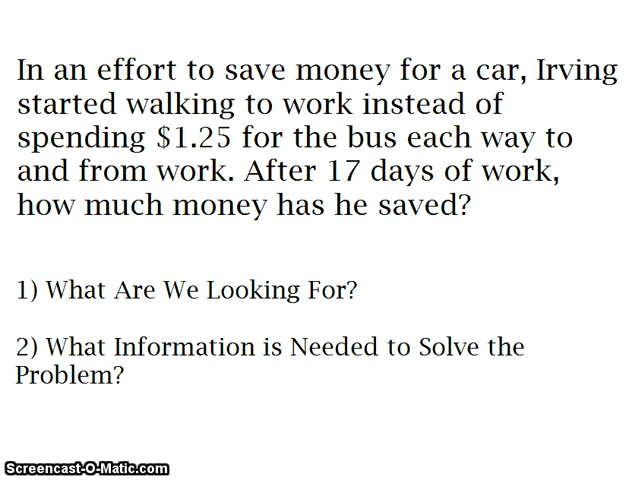 In an effort to save money for a car, Irving
started walking to work instead of
spending $1.25 for the bus each way to
and from work. After 17 days of work,
how much money has he saved?
1) What Are We Looking For?
2) What Information is Needed to Solve the
Problem?
Screencast-O-Matic.com